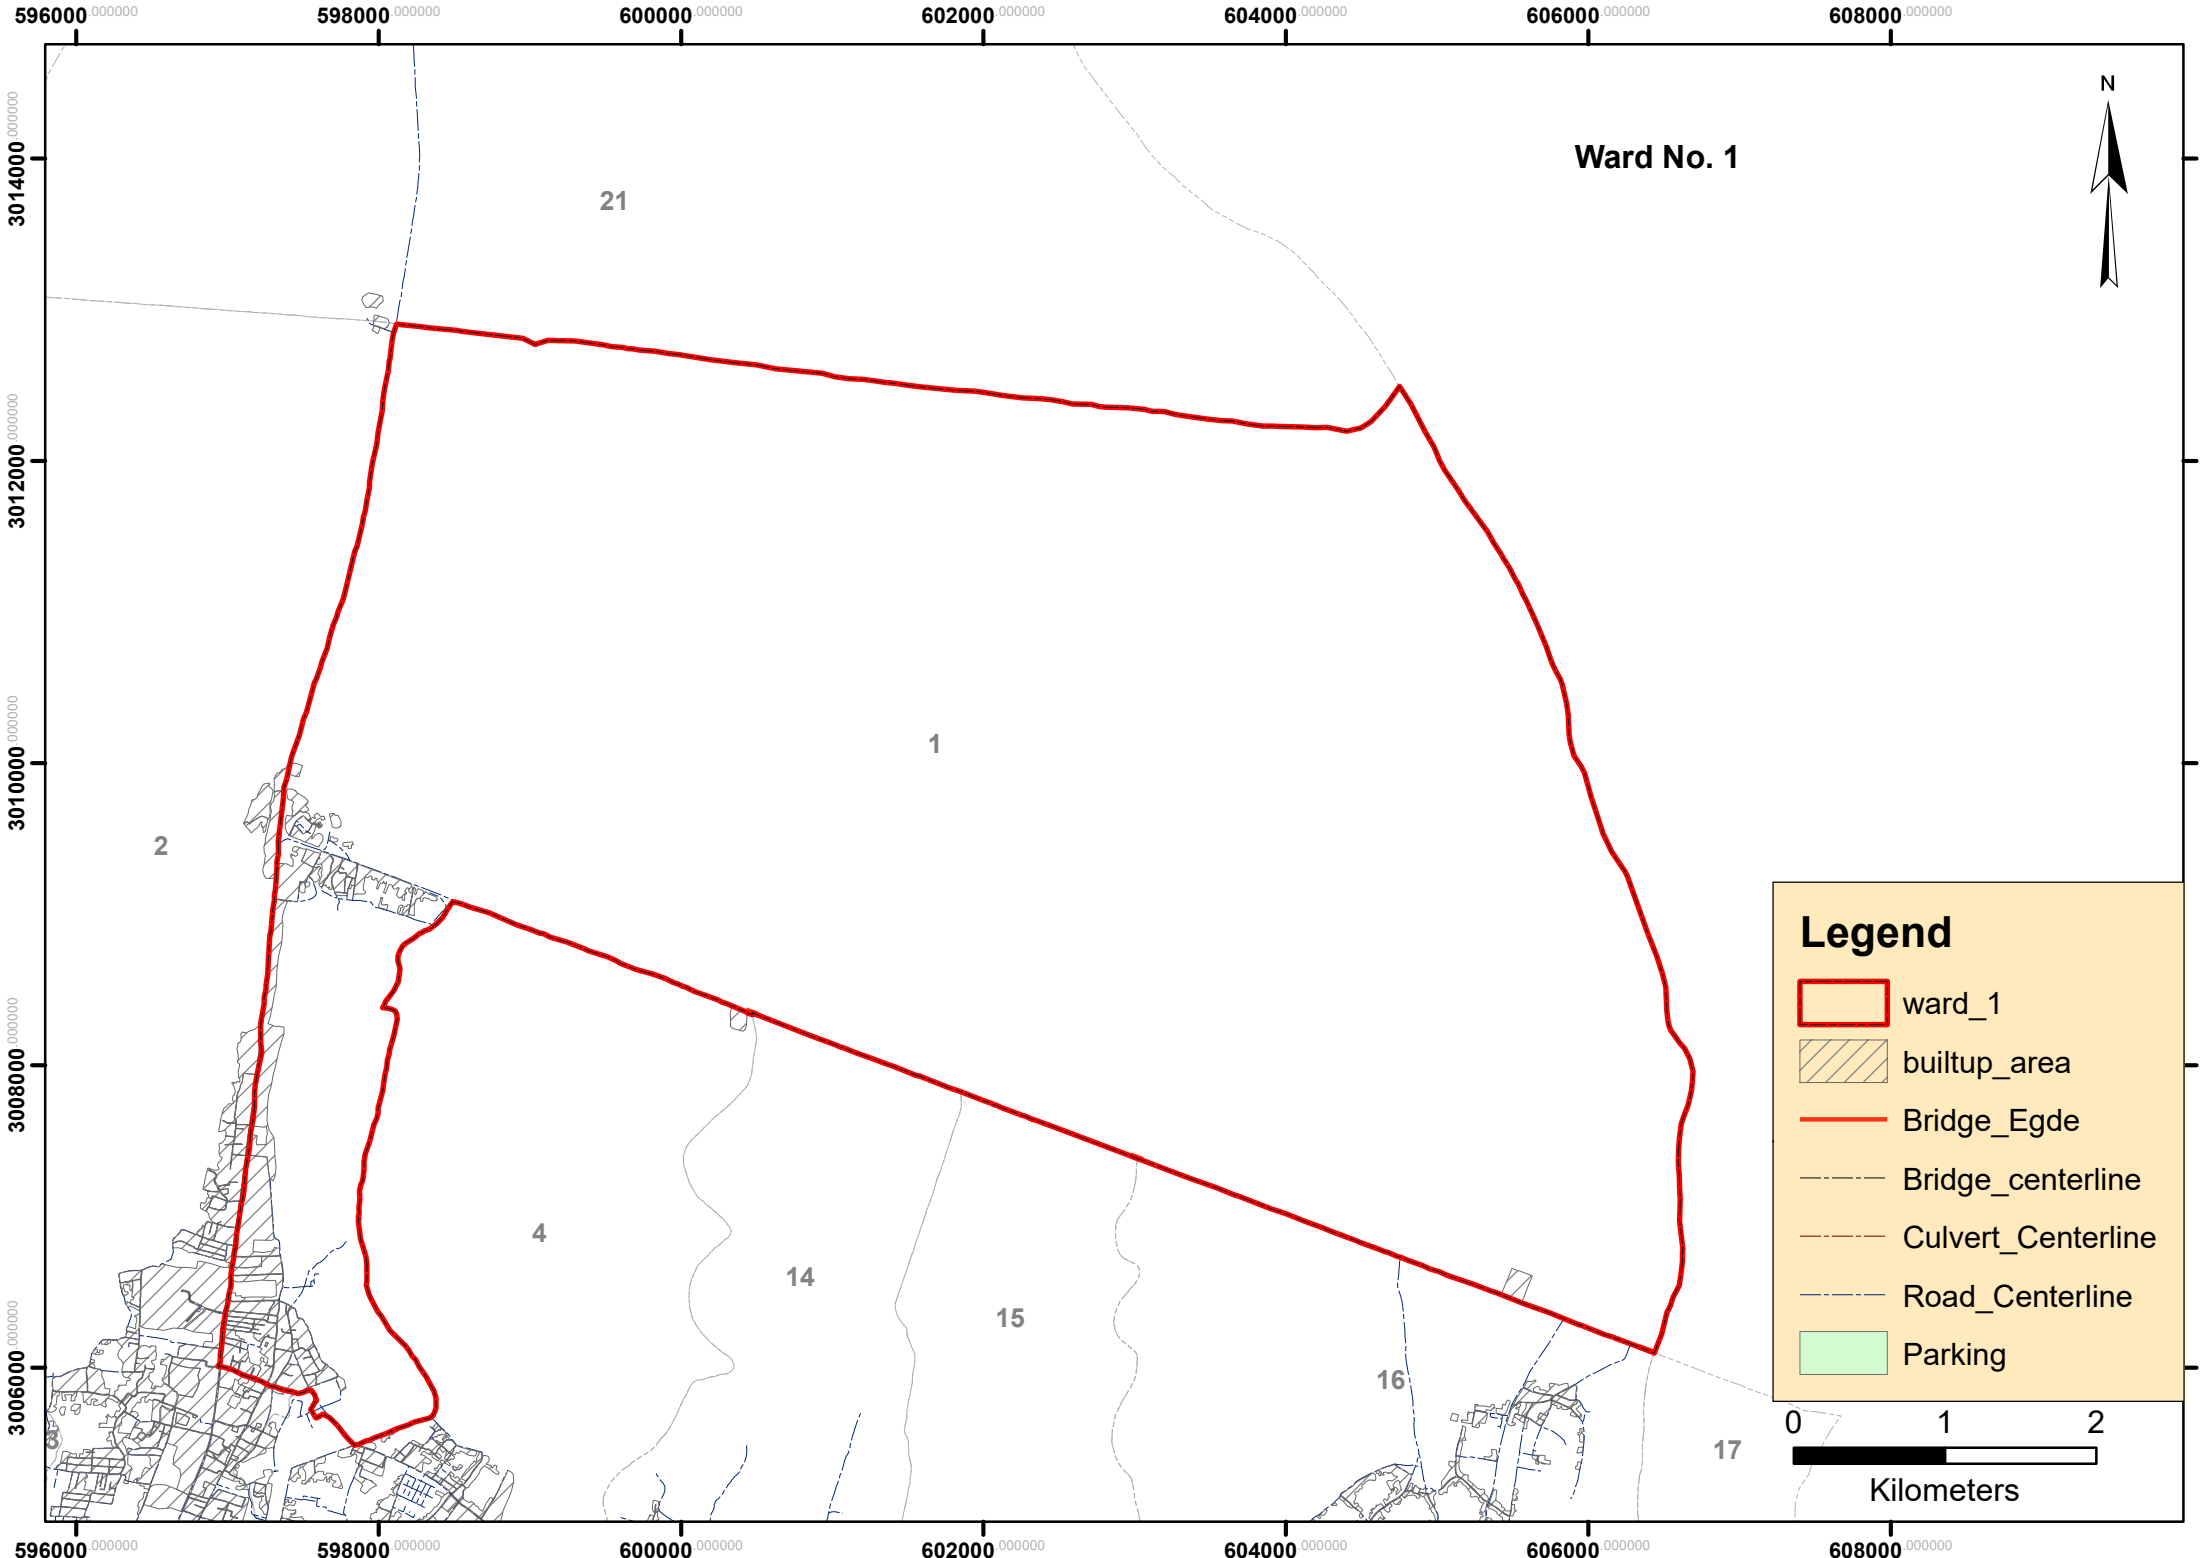 596000.000000 598000.000000 600000.000000 602000.000000 604000.000000 606000.000000 608000.000000
N
Ward No. 1
3014000.000000
21
3012000.000000
1
3010000.000000
2
Legend
ward_1
builtup_area
3008000.000000
Bridge_Egde
Bridge_centerline
4
Culvert_Centerline
14
Road_Centerline
15
Parking
3006000.000000
16
0 1 2
3
17
Kilometers
596000.000000 598000.000000 600000.000000 602000.000000 604000.000000 606000.000000 608000.000000